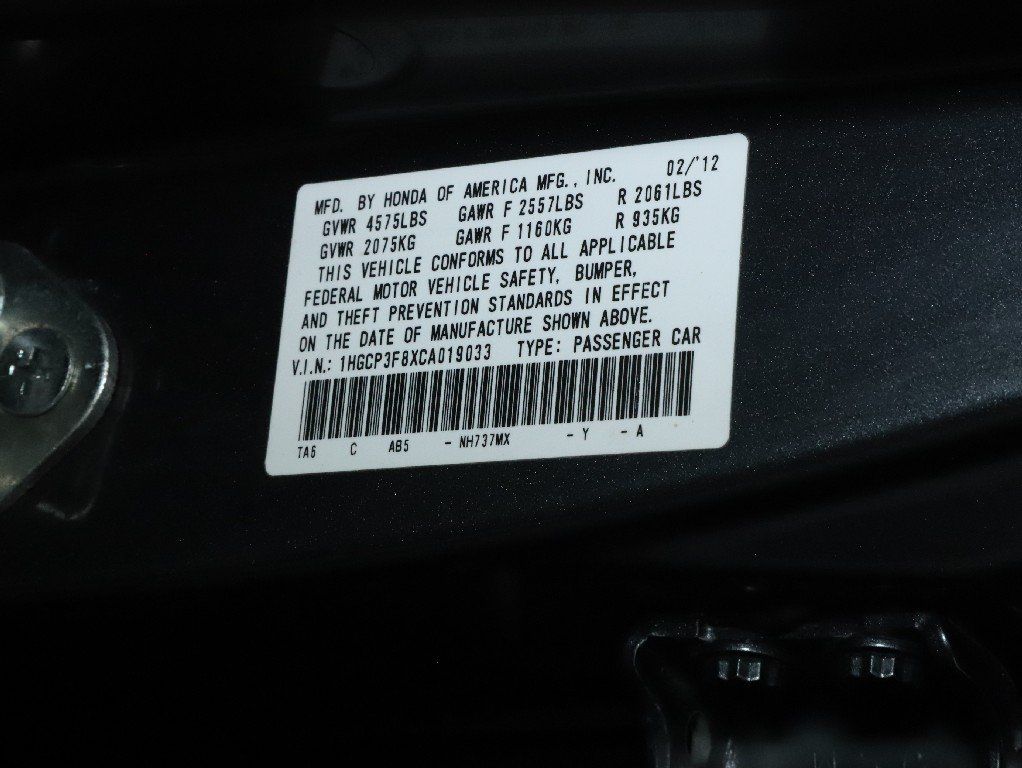 MFD. BY HONDA OF AMERICA MFG., INC. 02/'12
GVWR 4575LBS GAWR F 2557LBS R 2061LBS
GVWR 2075KG GAWR F 1160KG R 935KG
THIS VEHICLE CONFORMS TO ALL APPLICABLE
FEDERAL MOTOR VEHICLE SAFETY, BUMPER,
AND THEFT PREVENTION STANDARDS IN EFFECT
ON THE DATE OF MANUFACTURE SHOWN ABOVE.
V.I.N.: 1HGCP3F8XCA019033 TYPE: PASSENGER CAR
TA6 C AB5 - NH737MX - Y - A